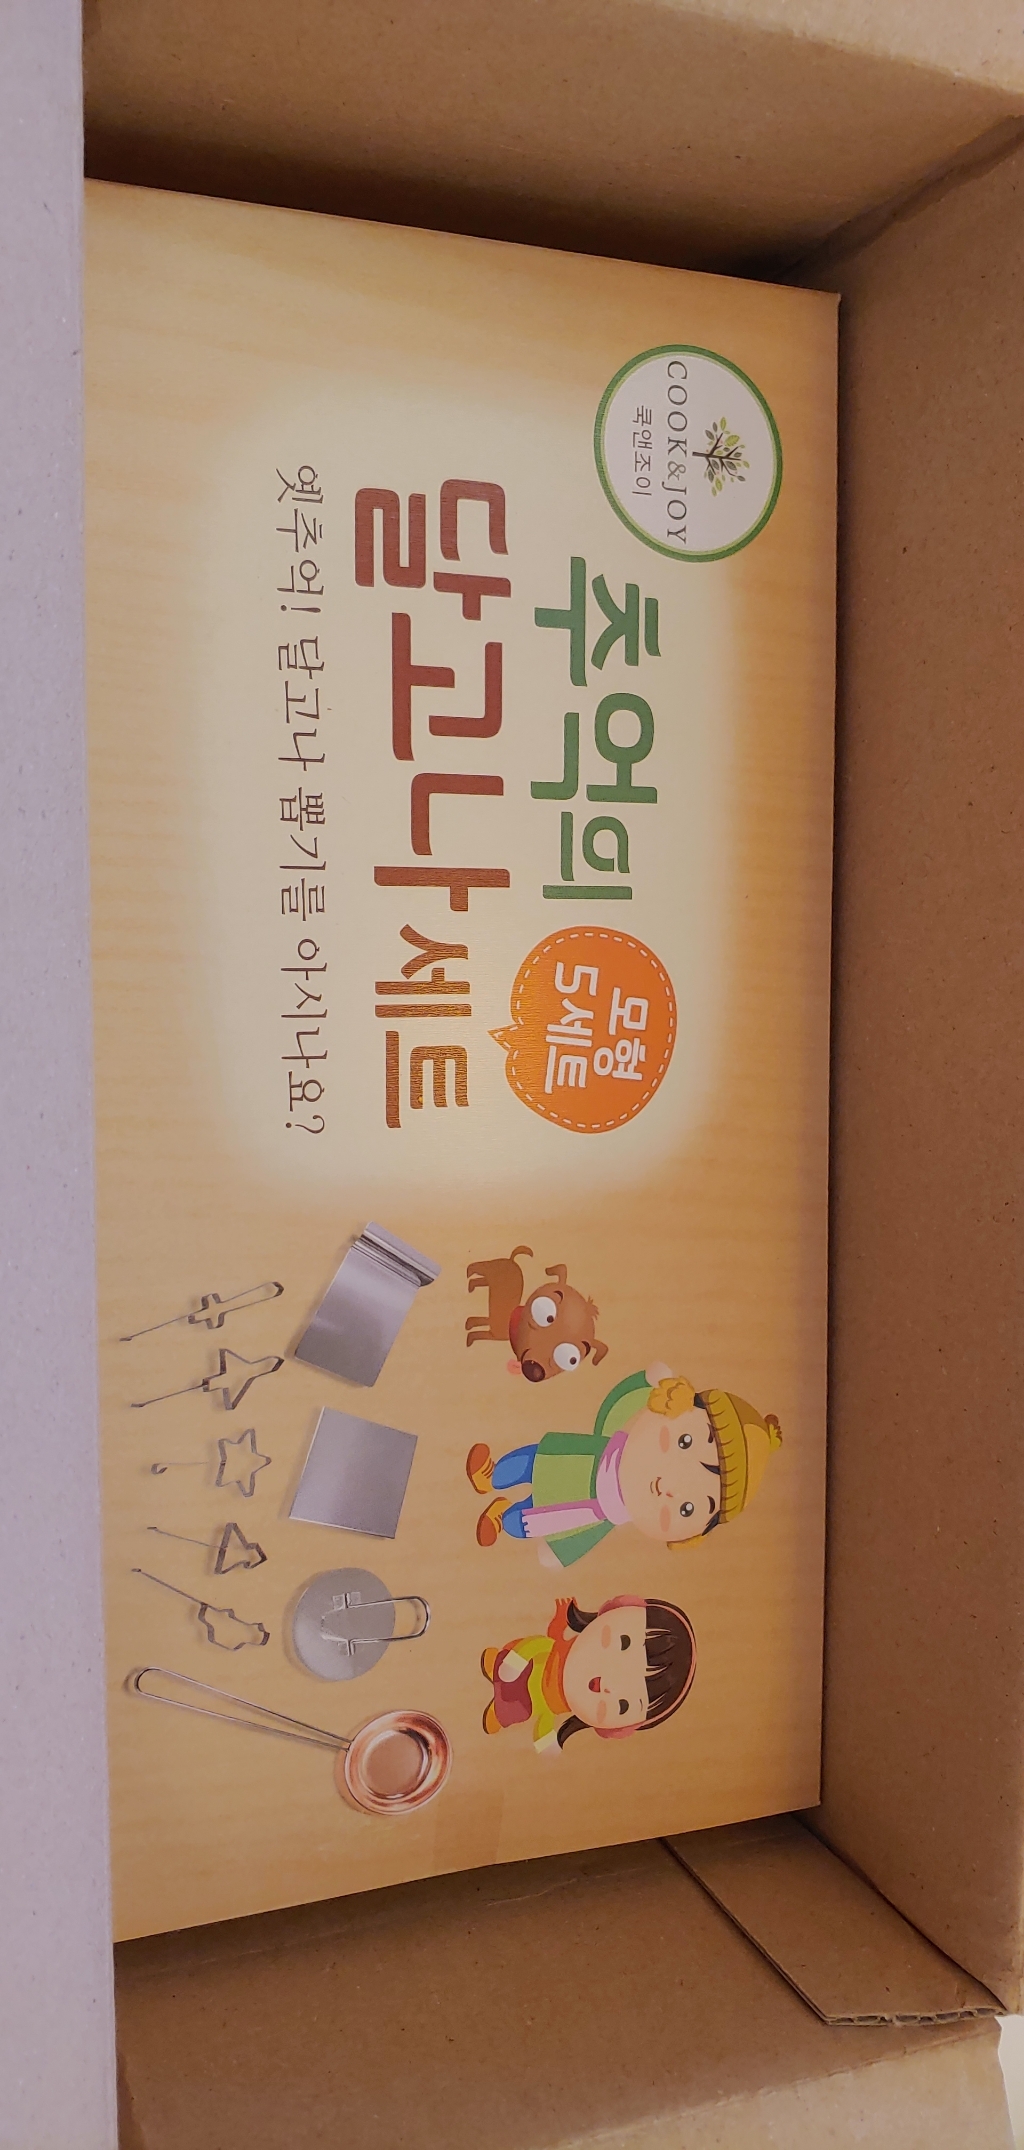 COOK&JOY
쿡앤조이
추억의
모형
5세트
달고나세트
옛추억! 달고나 뽑기를 아시나요?